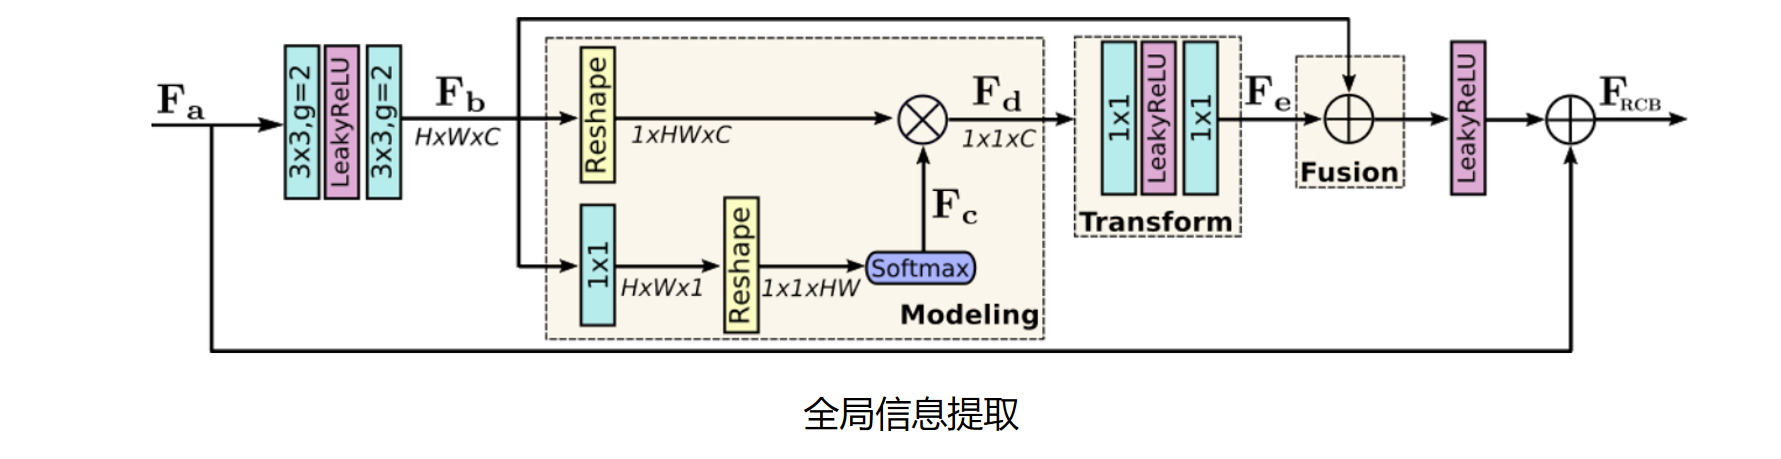 Fa
3x3,g=2
LeakyReLU
3x3,g=2
Fb
HxWxC
Reshape
1xHWxC
1x1
HxWx1
Reshape
1x1xHW
Softmax
Fc
Modeling
Fd
1x1xC
1x1
LeakyReLU
1x1
Transform
Fe
Fusion
LeakyReLU
FRCB
全局信息提取